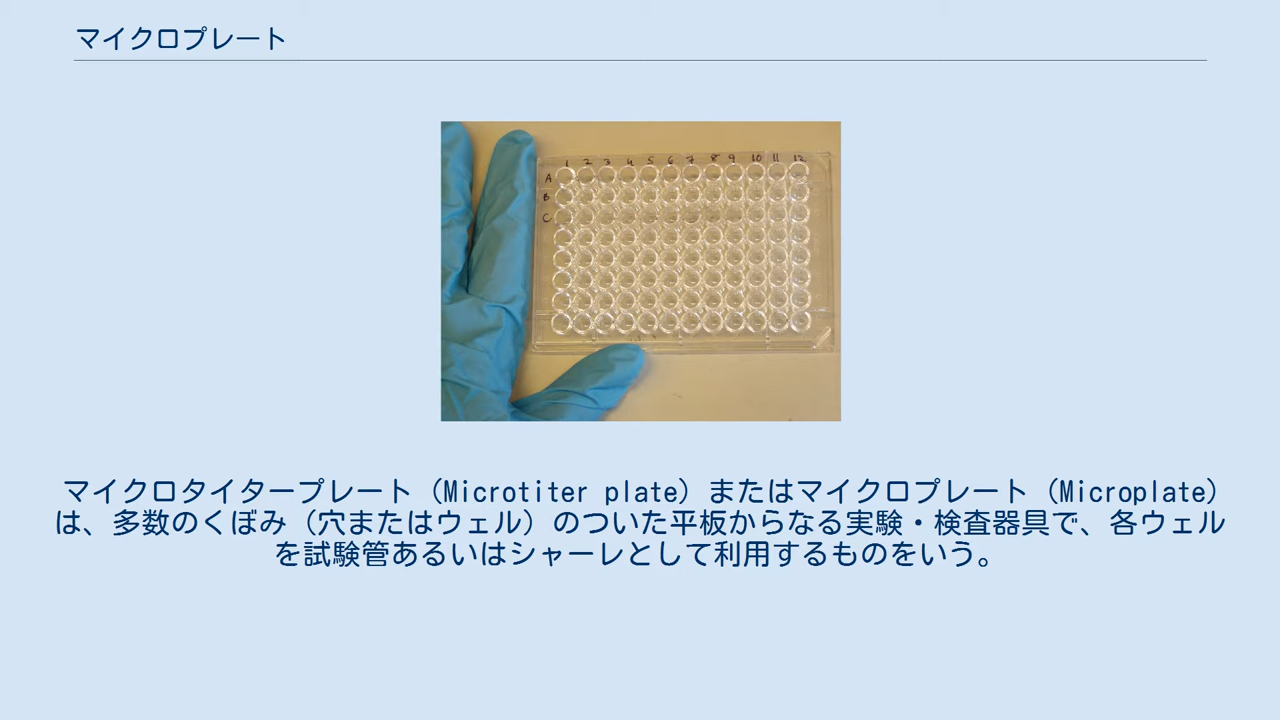 マイクロプレート
1 2 3 4 5 6 7 8 9 10 11 12
A
B
C
マイクロタイタープレート（Microtiter plate）またはマイクロプレート（Microplate）
は、多数のくぼみ（穴またはウェル）のついた平板からなる実験・検査器具で、各ウェル
を試験管あるいはシャーレとして利用するものをいう。